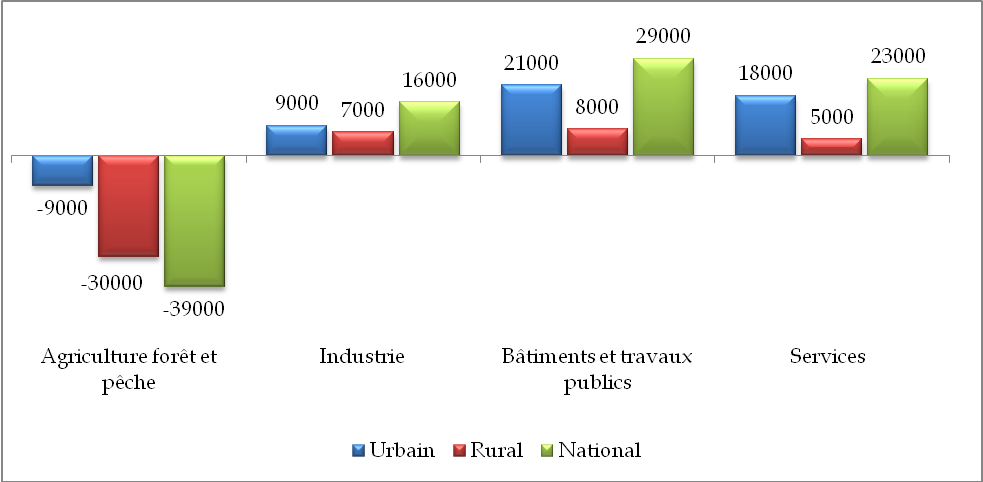 29000
23000
21000
18000
16000
9000
7000
8000
5000
-9000
-30000
-39000
Agriculture forêt et
pêche
Industrie
Bâtiments et travaux
publics
Services
Urbain
Rural
National